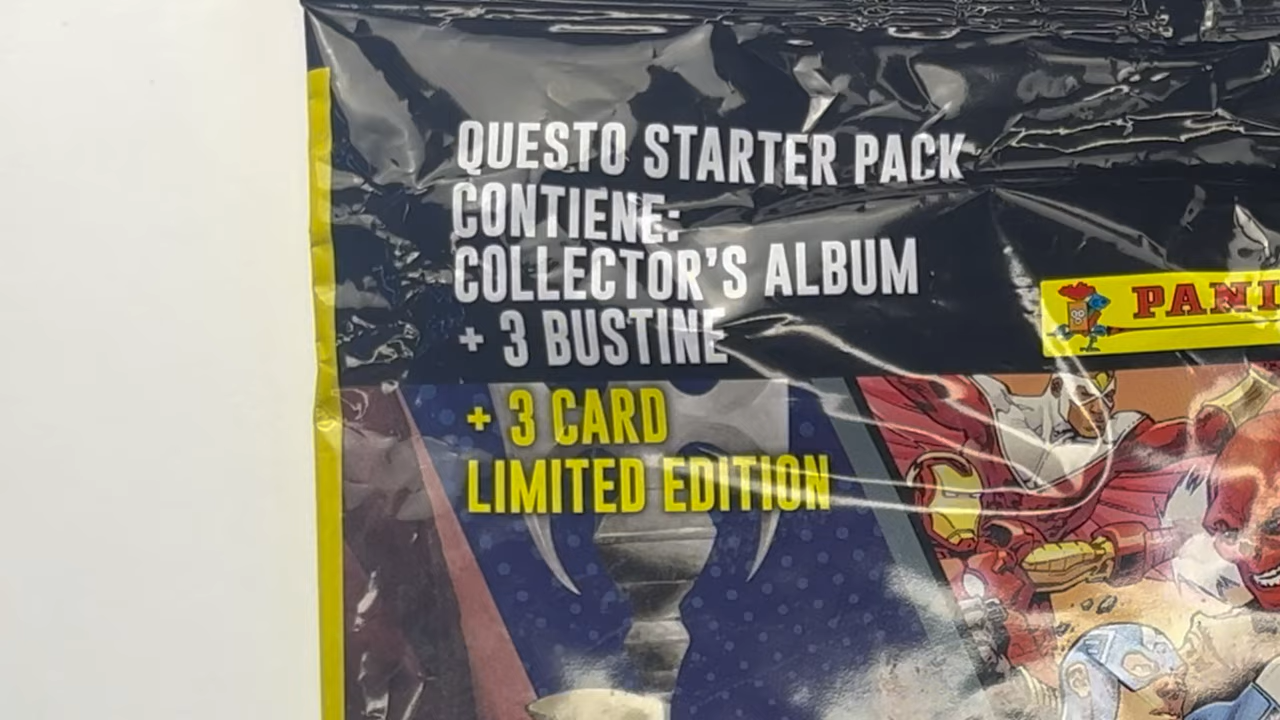 QUESTO STARTER PACK
CONTIENE:
COLLECTOR'S ALBUM
+ 3 BUSTINE
+ 3 CARD
LIMITED EDITION